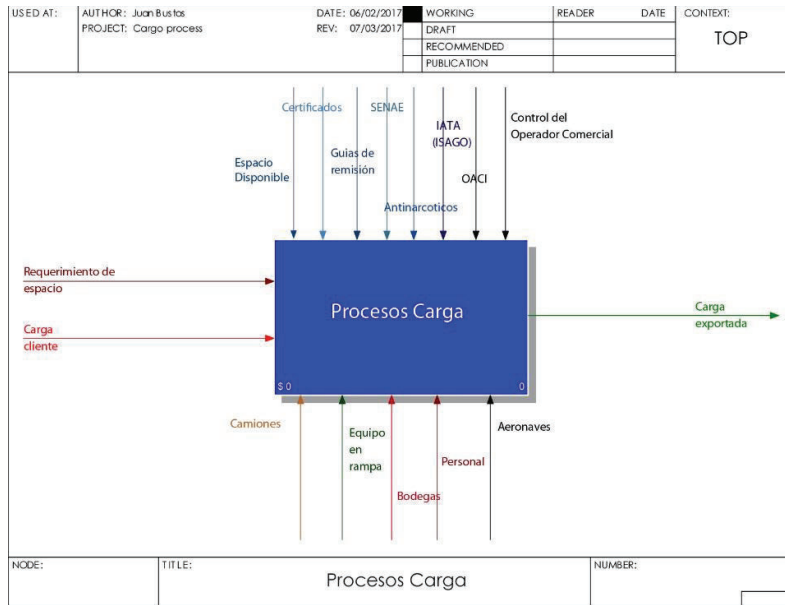 USED AT:
AUTHOR: Juan Bustos
DATE: 06/02/2017
WORKING
READER
DATE
CONTEXT:
PROJECT: Cargo process
REV: 07/03/2017
DRAFT
TOP
RECOMMENDED
PUBLICATION
Certificados
SENAE
IATA
(ISAGO)
Control del
Operador Comercial
Espacio
Disponible
Guias de
remisión
OACI
Antinarcoticos
Requerimiento de
espacio
Procesos Carga
Carga
exportada
Carga
cliente
$ 0
0
Camiones
Equipo
en
rampa
Aeronaves
Personal
Bodegas
NODE:
TITLE:
NUMBER:
Procesos Carga